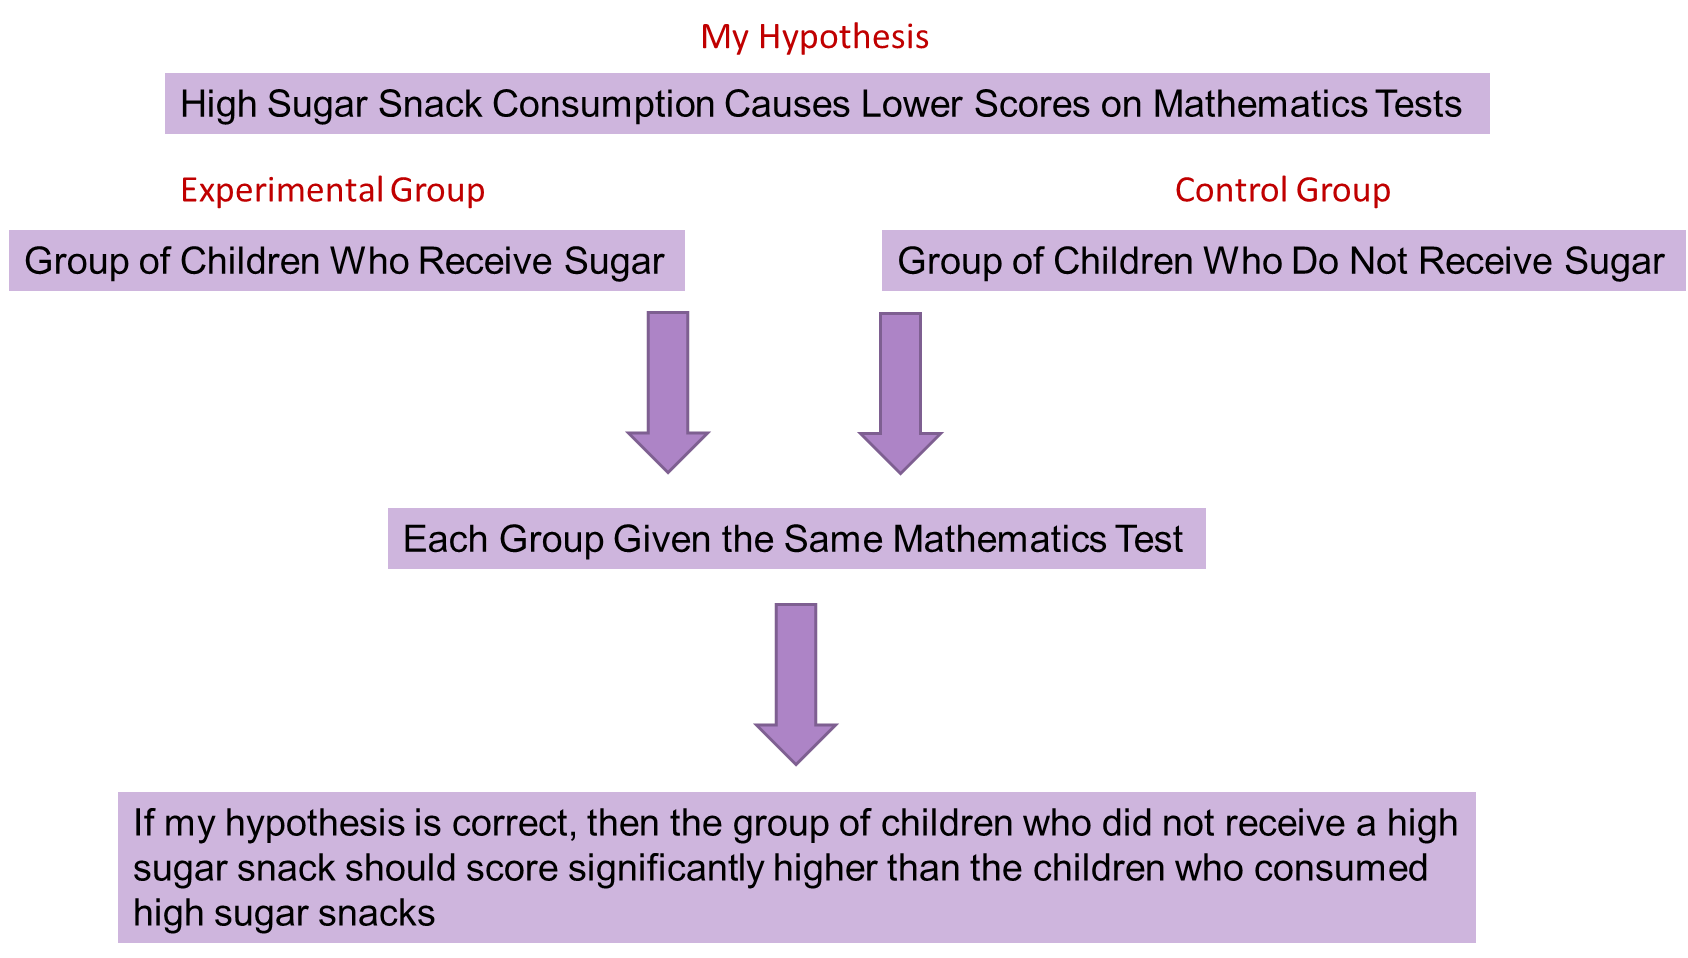 My Hypothesis
High Sugar Snack Consumption Causes Lower Scores on Mathematics Tests
Experimental Group
Control Group
Group of Children Who Receive Sugar
Group of Children Who Do Not Receive Sugar
Each Group Given the Same Mathematics Test
If my hypothesis is correct, then the group of children who did not receive a high
sugar snack should score significantly higher than the children who consumed
high sugar snacks